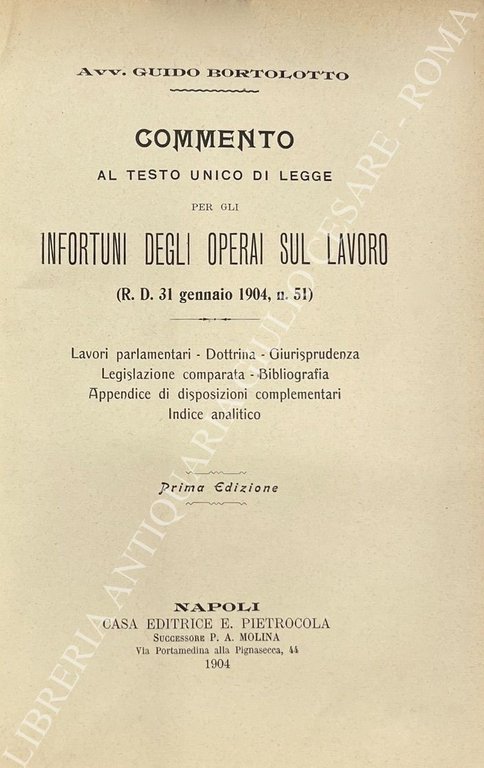 Avv. GUIDO BORTOLOTTO
COMMENTO
AL TESTO UNICO DI LEGGE
PER GLI
INFORTUNI DEGLI OPERAI SUL LAVORO
(R. D. 31 gennaio 1904, n. 51)
Lavori parlamentari - Dottrina - Giurisprudenza
Legislazione comparata - Bibliografia
Appendice di disposizioni complementari
Indice analitico
Prima Edizione
NAPOLI
CASA EDITRICE E. PIETROCOLA
SUCCESSORE P. A. MOLINA
Via Portamedina alla Pignasecca, 44
1904
LIBRERIA ANTIQUARIA GIULIO CESARE - ROMA